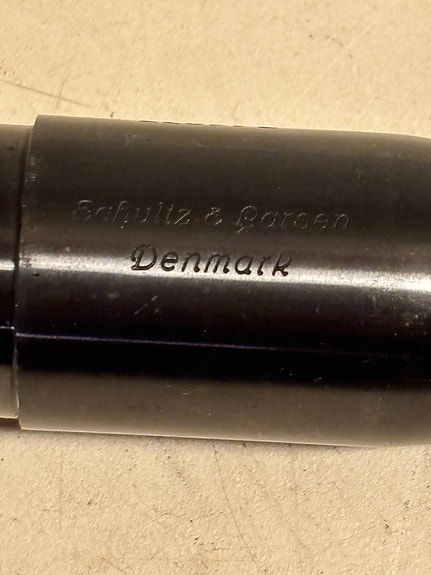 Schultz & Larsen
Denmark